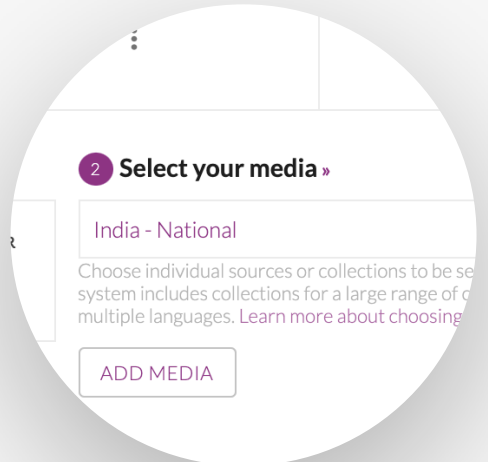 2 Select your media »
India - National
Choose individual sources or collections to be se
system includes collections for a large range of
multiple languages. Learn more about choosing
ADD MEDIA